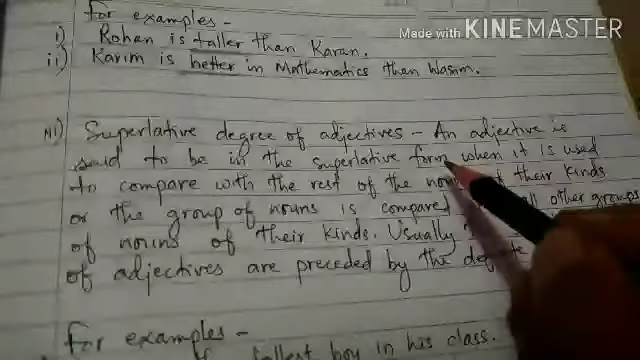 for examples -
Made with KINEMASTER
i) Rohan is taller than Karan.
ii) Karim is better in Mathematics than Wasim.
iii) Superlative degree of adjectives - An adjective is
said to be in the superlative form when it is used
to compare with the rest of the noun of their kinds
or the group of nouns is compared all other groups
of nouns of their kinds. Usually
of adjectives are preceded by the
for examples -
tallest boy in his class.